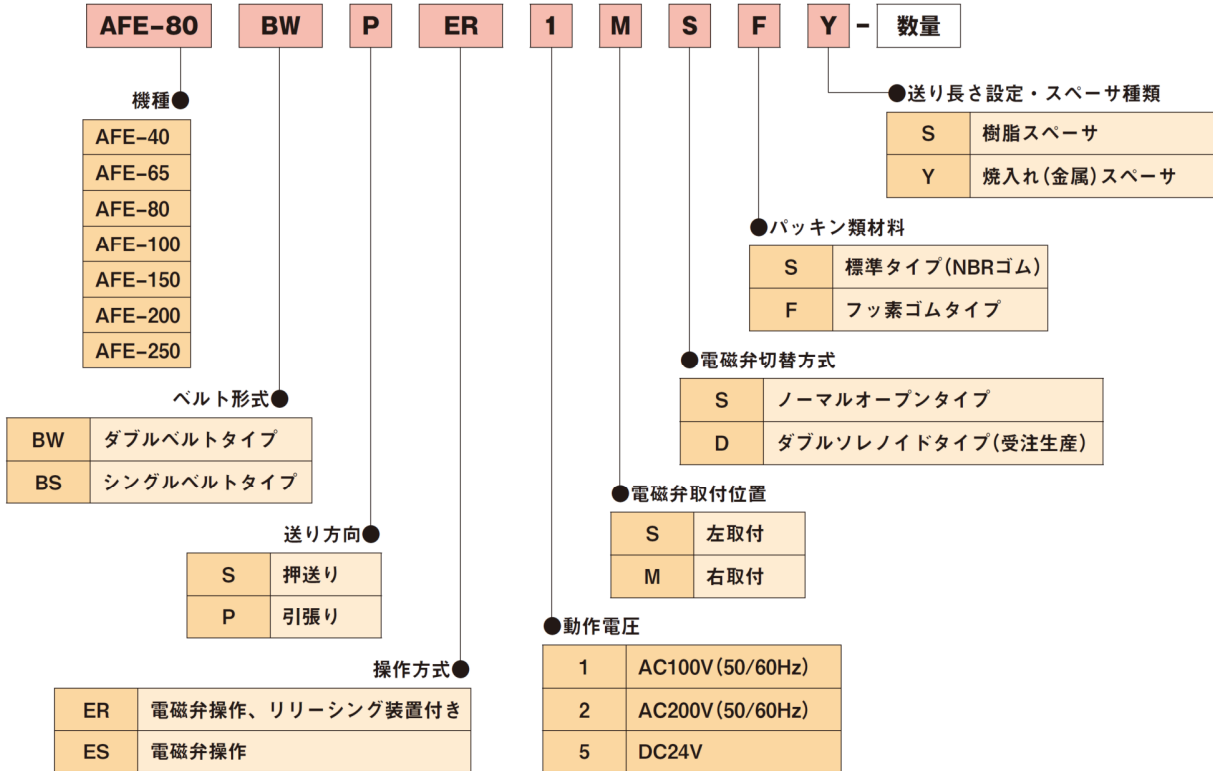 AFE-80 BW P ER 1 M S F Y - 数量
●送り長さ設定・スペーサ種類
S 樹脂スペーサ
Y 焼入れ(金属)スペーサ
機種●
AFE-40
AFE-65
AFE-80
AFE-100
AFE-150
AFE-200
AFE-250
●パッキン類材料
S 標準タイプ(NBRゴム)
F フッ素ゴムタイプ
●電磁弁切替方式
S ノーマルオープンタイプ
D ダブルソレノイドタイプ(受注生産)
ベルト形式●
BW ダブルベルトタイプ
BS シングルベルトタイプ
●電磁弁取付位置
S 左取付
M 右取付
送り方向●
S 押送り
P 引張り
●動作電圧
1 AC100V(50/60Hz)
2 AC200V(50/60Hz)
5 DC24V
操作方式●
ER 電磁弁操作、リリーシング装置付き
ES 電磁弁操作